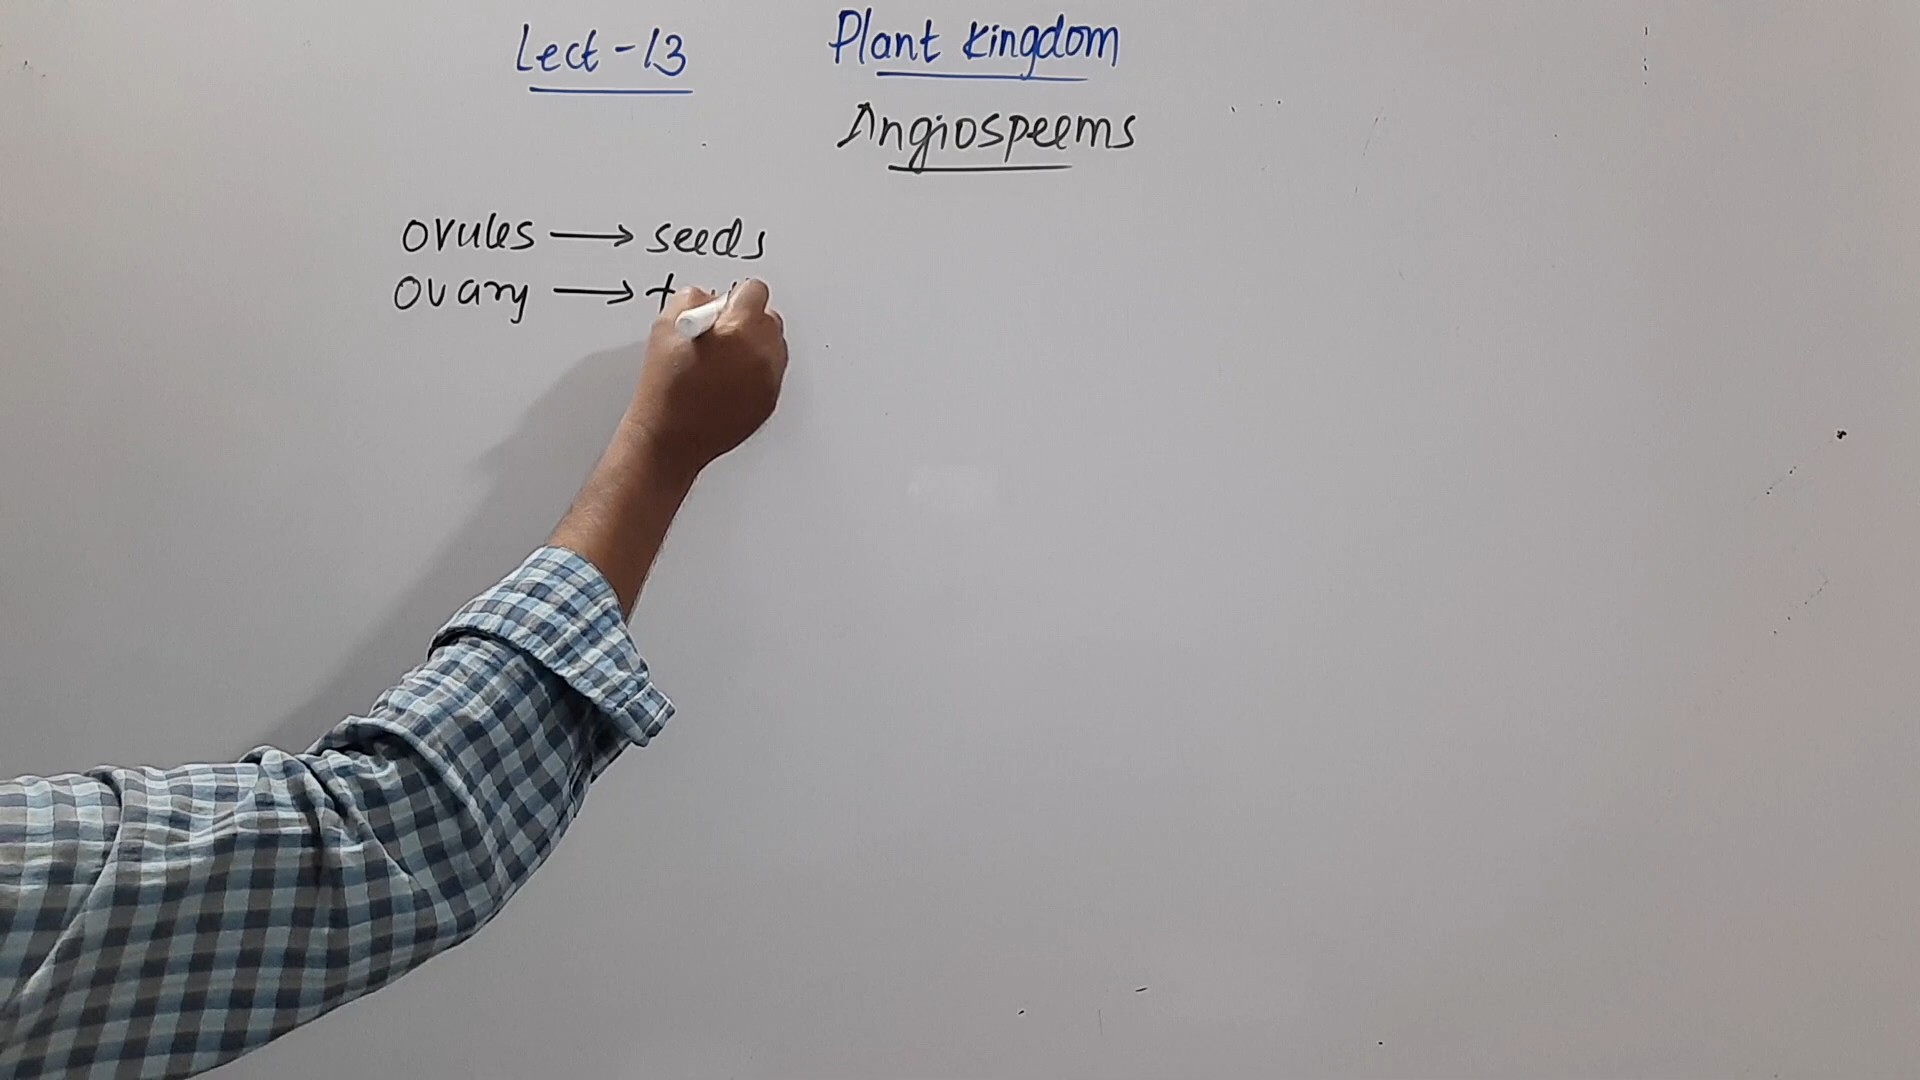 Lect-13
Plant Kingdom
Angiosperms
ovules → seeds
ovary →